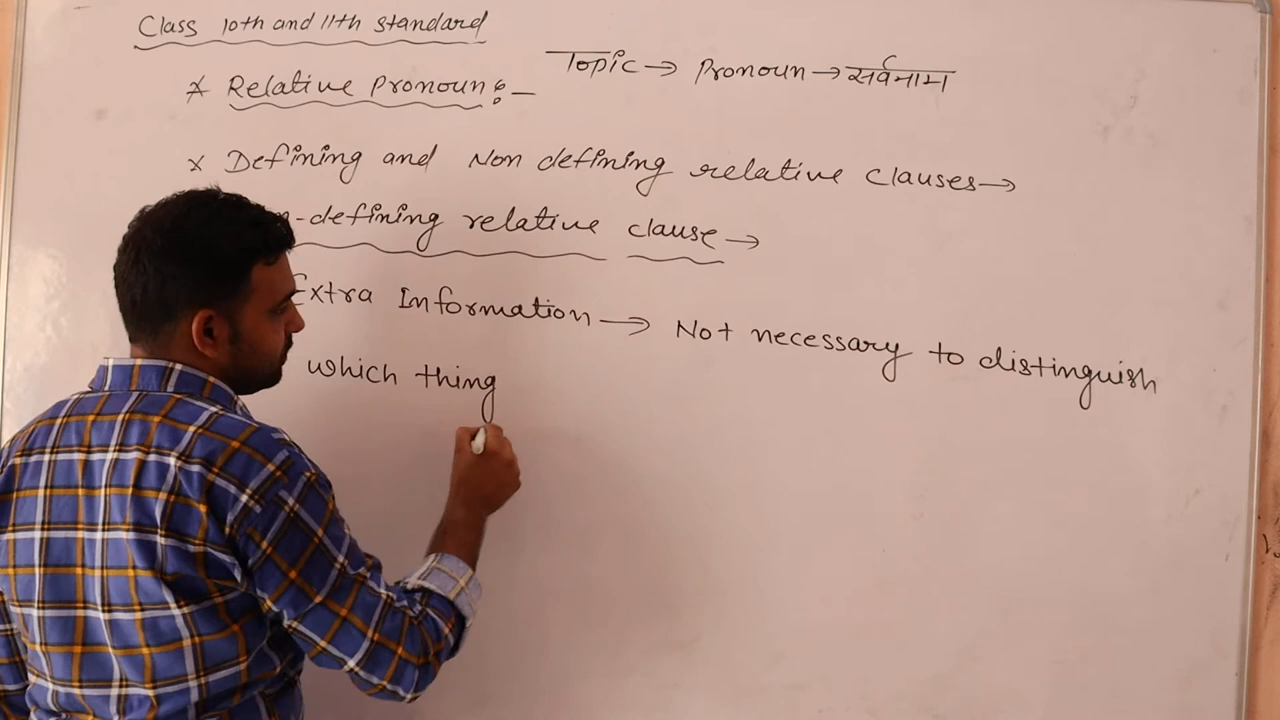 Class 10th and 11th standard
Topic → Pronoun → सर्वनाम
* Relative Pronoun :-
× Defining and Non defining relative clauses →
-defining relative clause →
Extra Information → Not necessary to distinguish
which thing